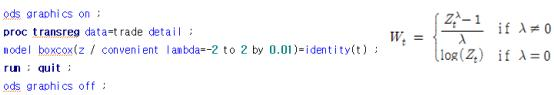 ods graphics on ;
proc transreg data=trade detail ;
model boxcox(z / convenient lambda=-2 to 2 by 0.01)=identity(t) ;
run ; quit ;
ods graphics off ;
W_t = { (Z_t^λ − 1)/λ if λ ≠ 0
log(Z_t) if λ = 0